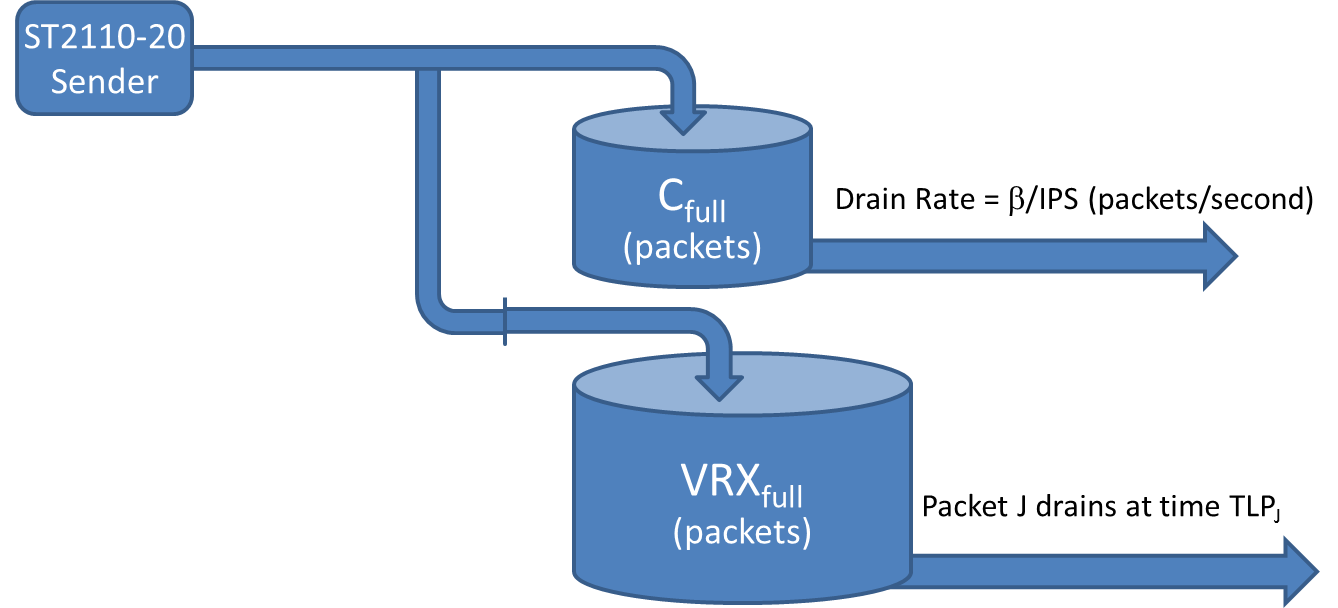 ST2110-20
Sender
C_full
(packets)
Drain Rate = β/IPS (packets/second)
VRX_full
(packets)
Packet J drains at time TLP_J